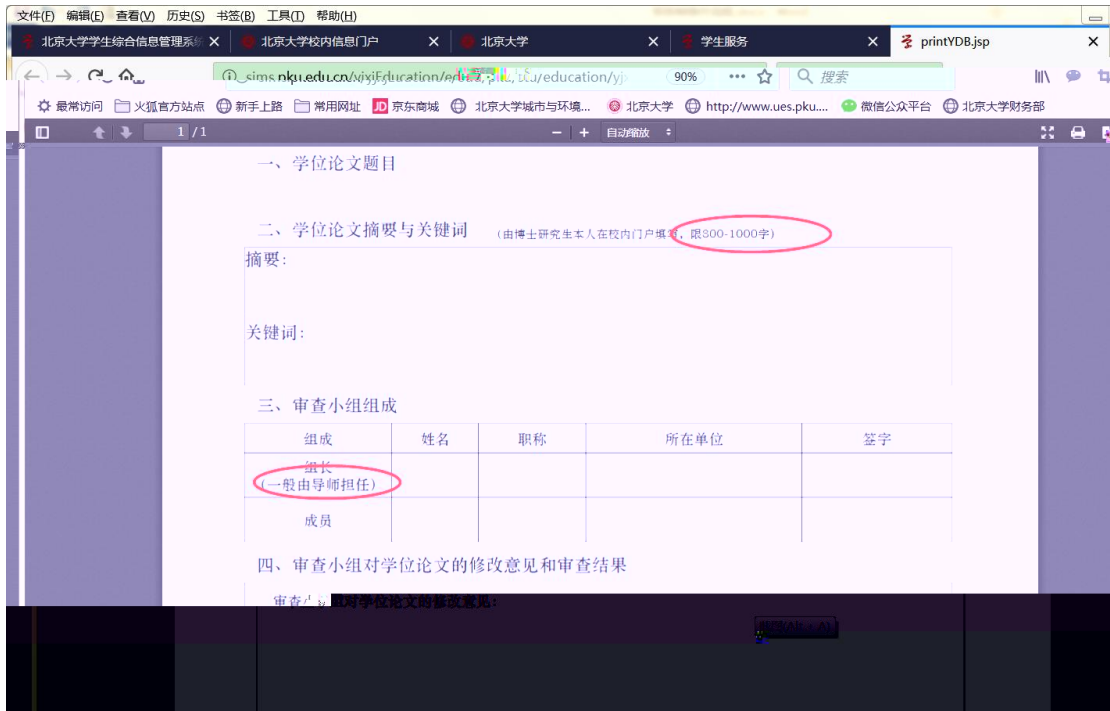 文件(F) 编辑(E) 查看(V) 历史(S) 书签(B) 工具(T) 帮助(H)
北京大学学生综合信息管理系统 北京大学校内信息门户 北京大学 学生服务 printYDB.jsp
90% 搜索
最常访问 火狐官方站点 新手上路 常用网址 JD 京东商城 北京大学城市与环境... 北京大学 http://www.ues.pku.... 微信公众平台 北京大学财务部
1 / 1 自动缩放
一、学位论文题目
二、学位论文摘要与关键词 (由博士研究生本人在校内门户填写,限800-1000字)
摘要:
关键词:
三、审查小组组成
组成 姓名 职称 所在单位 签字
组长
(一般由导师担任)
成员
四、审查小组对学位论文的修改意见和审查结果
审查小组对学位论文的修改意见: